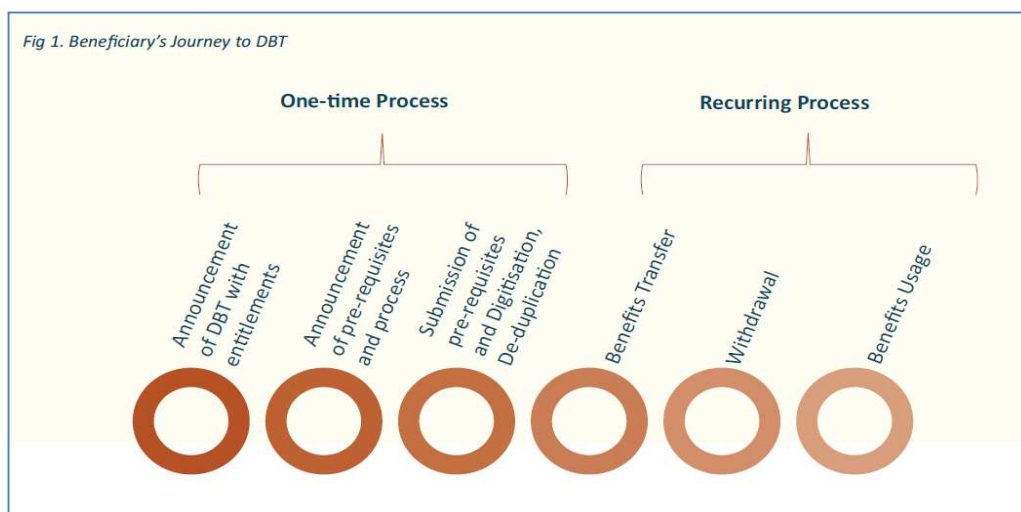 Fig 1. Beneficiary's Journey to DBT
One-time Process
Recurring Process
Announcement
of DBT with
entitlements
Announcement
of pre-requisites
and process
Submission of
pre-requisites
and Digitisation,
De-duplication
Benefits Transfer
Withdrawal
Benefits Usage